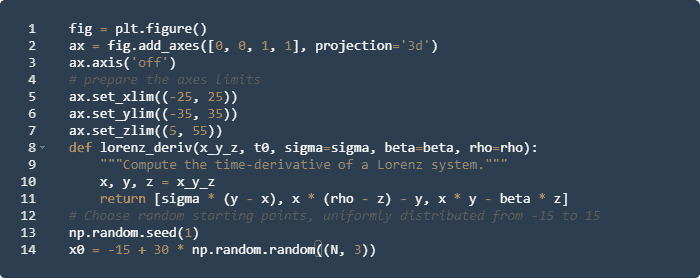 1 fig = plt.figure()
2 ax = fig.add_axes([0, 0, 1, 1], projection='3d')
3 ax.axis('off')
4 # prepare the axes limits
5 ax.set_xlim((-25, 25))
6 ax.set_ylim((-35, 35))
7 ax.set_zlim((5, 55))
8 def lorenz_deriv(x_y_z, t0, sigma=sigma, beta=beta, rho=rho):
9 """Compute the time-derivative of a Lorenz system."""
10 x, y, z = x_y_z
11 return [sigma * (y - x), x * (rho - z) - y, x * y - beta * z]
12 # Choose random starting points, uniformly distributed from -15 to 15
13 np.random.seed(1)
14 x0 = -15 + 30 * np.random.random((N, 3))